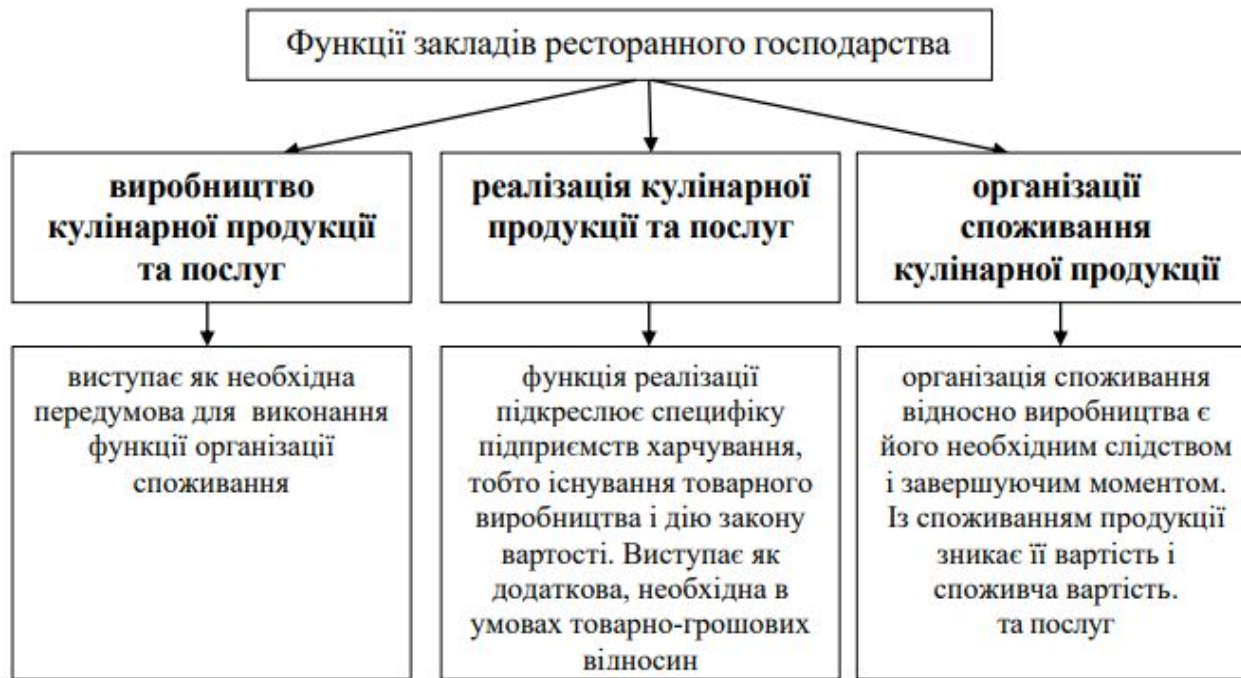 Функції закладів ресторанного господарства
виробництво
кулінарної продукції
та послуг
реалізація кулінарної
продукції та послуг
організації
споживання
кулінарної продукції
виступає як необхідна
передумова для виконання
функції організації
споживання
функція реалізації
підкреслює специфіку
підприємств харчування,
тобто існування товарного
виробництва і дію закону
вартості. Виступає як
додаткова, необхідна в
умовах товарно-грошових
відносин
організація споживання
відносно виробництва є
його необхідним слідством
і завершуючим моментом.
Із споживанням продукції
зникає її вартість і
споживча вартість.
та послуг